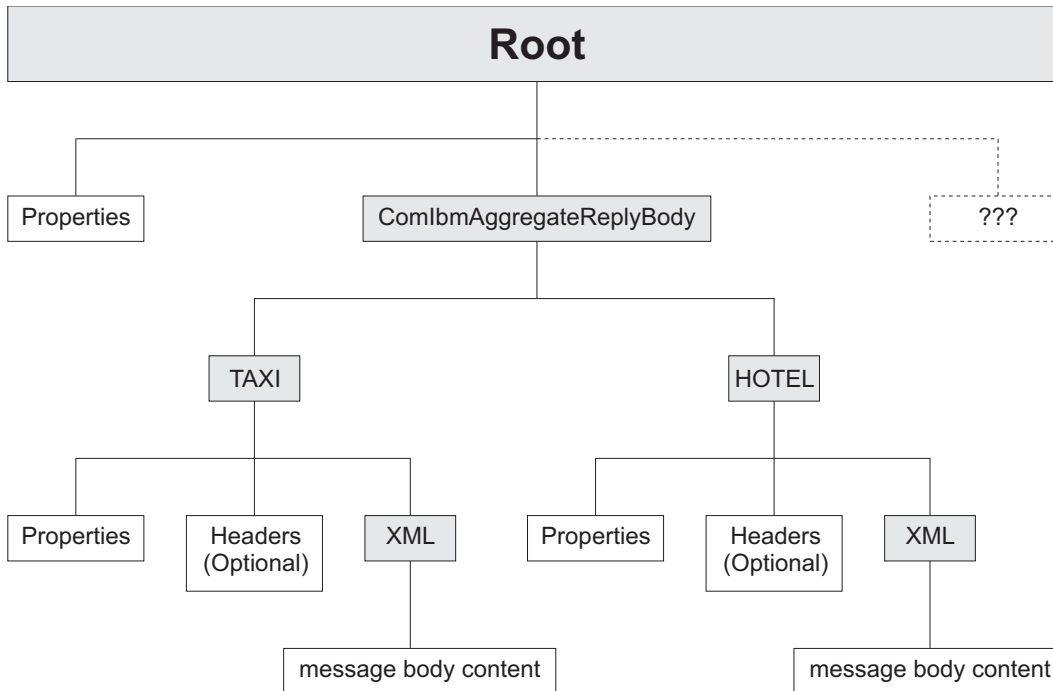 Root
Properties
ComIbmAggregateReplyBody
???
TAXI
HOTEL
Properties
Headers
(Optional)
XML
Properties
Headers
(Optional)
XML
message body content
message body content